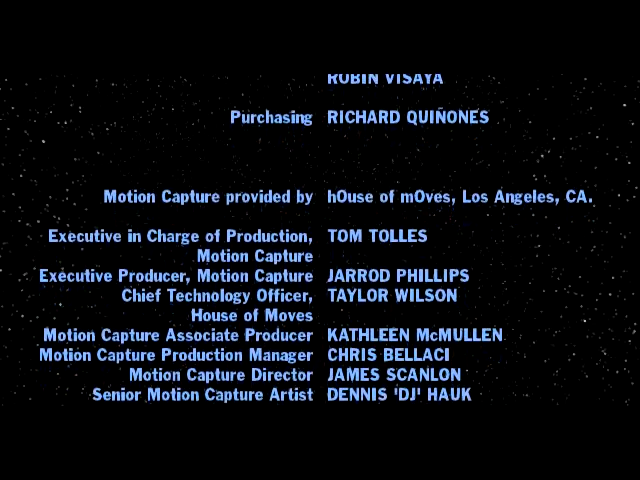 ROBIN VISAYA
Purchasing RICHARD QUIÑONES
Motion Capture provided by hOuse of mOves, Los Angeles, CA.
Executive in Charge of Production, TOM TOLLES
Motion Capture
Executive Producer, Motion Capture JARROD PHILLIPS
Chief Technology Officer, TAYLOR WILSON
House of Moves
Motion Capture Associate Producer KATHLEEN McMULLEN
Motion Capture Production Manager CHRIS BELLACI
Motion Capture Director JAMES SCANLON
Senior Motion Capture Artist DENNIS 'DJ' HAUK